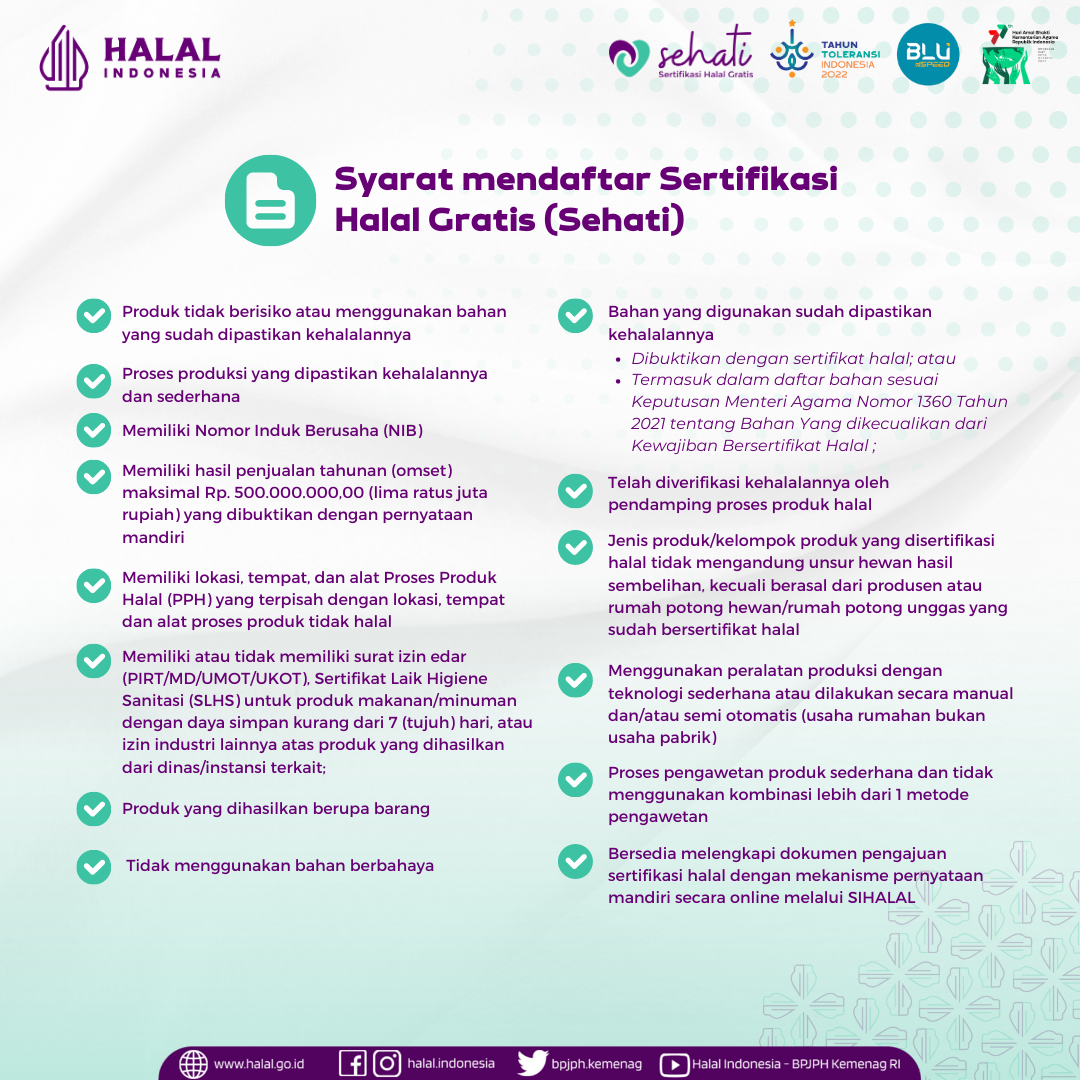 HALAL
INDONESIA
sehati
Sertifikasi Halal Gratis
TAHUN
TOLERANSI
INDONESIA
2022
BLU
SPEED
Hari Amal Bhakti
Kementerian Agama
Republik Indonesia
Syarat mendaftar Sertifikasi
Halal Gratis (Sehati)
Produk tidak berisiko atau menggunakan bahan
yang sudah dipastikan kehalalannya
Proses produksi yang dipastikan kehalalannya
dan sederhana
Memiliki Nomor Induk Berusaha (NIB)
Memiliki hasil penjualan tahunan (omset)
maksimal Rp. 500.000.000,00 (lima ratus juta
rupiah) yang dibuktikan dengan pernyataan
mandiri
Memiliki lokasi, tempat, dan alat Proses Produk
Halal (PPH) yang terpisah dengan lokasi, tempat
dan alat proses produk tidak halal
Memiliki atau tidak memiliki surat izin edar
(PIRT/MD/UMOT/UKOT), Sertifikat Laik Higiene
Sanitasi (SLHS) untuk produk makanan/minuman
dengan daya simpan kurang dari 7 (tujuh) hari, atau
izin industri lainnya atas produk yang dihasilkan
dari dinas/instansi terkait;
Produk yang dihasilkan berupa barang
Tidak menggunakan bahan berbahaya
Bahan yang digunakan sudah dipastikan
kehalalannya
• Dibuktikan dengan sertifikat halal; atau
• Termasuk dalam daftar bahan sesuai
Keputusan Menteri Agama Nomor 1360 Tahun
2021 tentang Bahan Yang dikecualikan dari
Kewajiban Bersertifikat Halal ;
Telah diverifikasi kehalalannya oleh
pendamping proses produk halal
Jenis produk/kelompok produk yang disertifikasi
halal tidak mengandung unsur hewan hasil
sembelihan, kecuali berasal dari produsen atau
rumah potong hewan/rumah potong unggas yang
sudah bersertifikat halal
Menggunakan peralatan produksi dengan
teknologi sederhana atau dilakukan secara manual
dan/atau semi otomatis (usaha rumahan bukan
usaha pabrik)
Proses pengawetan produk sederhana dan tidak
menggunakan kombinasi lebih dari 1 metode
pengawetan
Bersedia melengkapi dokumen pengajuan
sertifikasi halal dengan mekanisme pernyataan
mandiri secara online melalui SIHALAL
www.halal.go.id
halal.indonesia
bpjph.kemenag
Halal Indonesia - BPJPH Kemenag RI